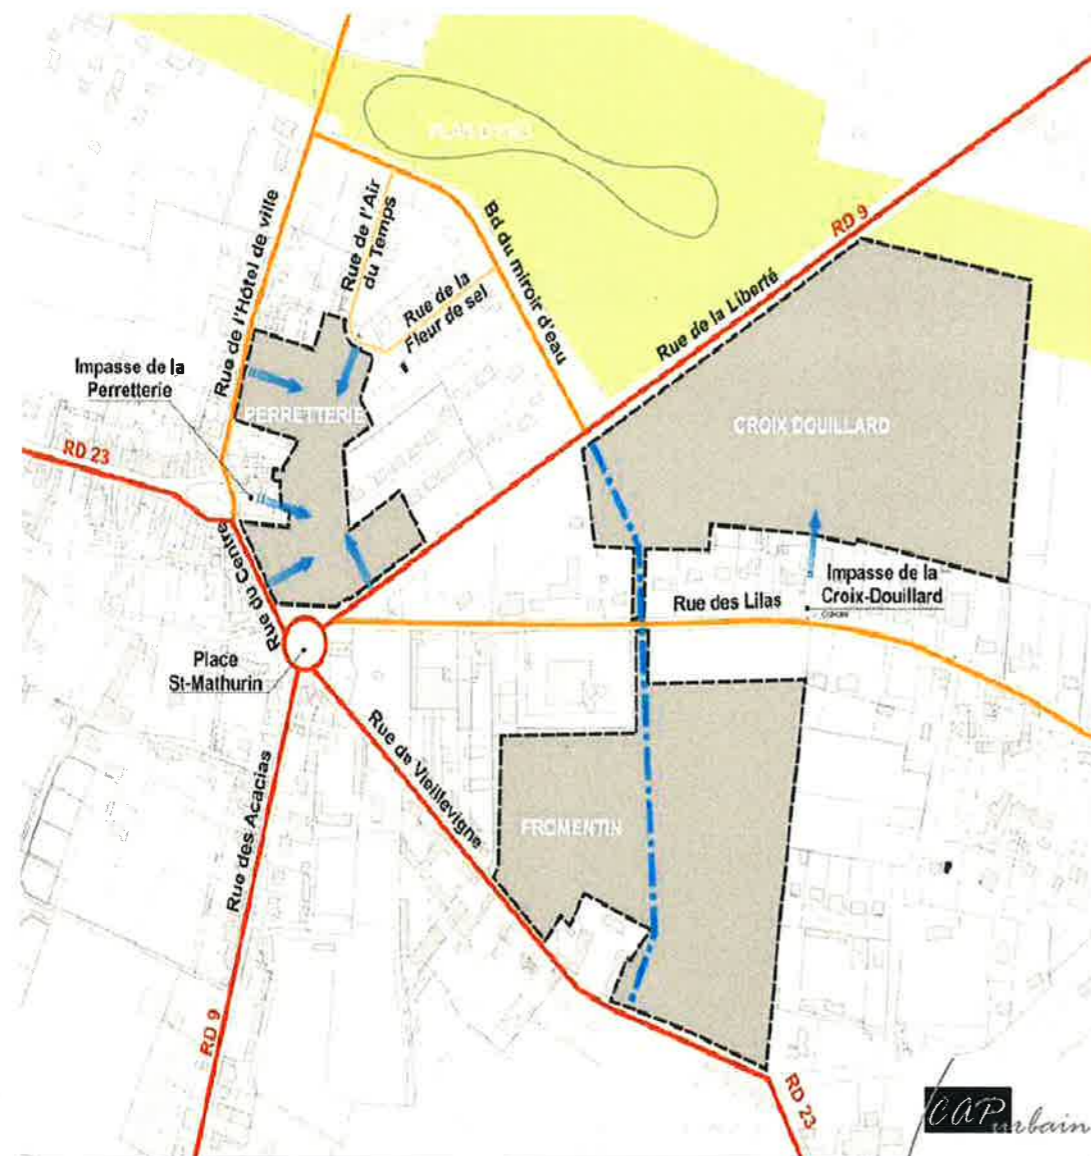 PLAN D'EAU
RD 9
Rue de l'Hôtel de ville
Rue de l'Air
du Temps
Bd du miroir d'eau
Rue de la
Fleur de sel
Rue de la Liberté
Impasse de la
Perretterie
PERRETTERIE
CROIX DOUILLARD
RD 23
Rue du Centre
Impasse de la
Croix-Douillard
Rue des Lilas
Place
St-Mathurin
Rue de Vieillevigne
Rue des Acacias
FROMENTIN
RD 9
RD 23
CAP urbain